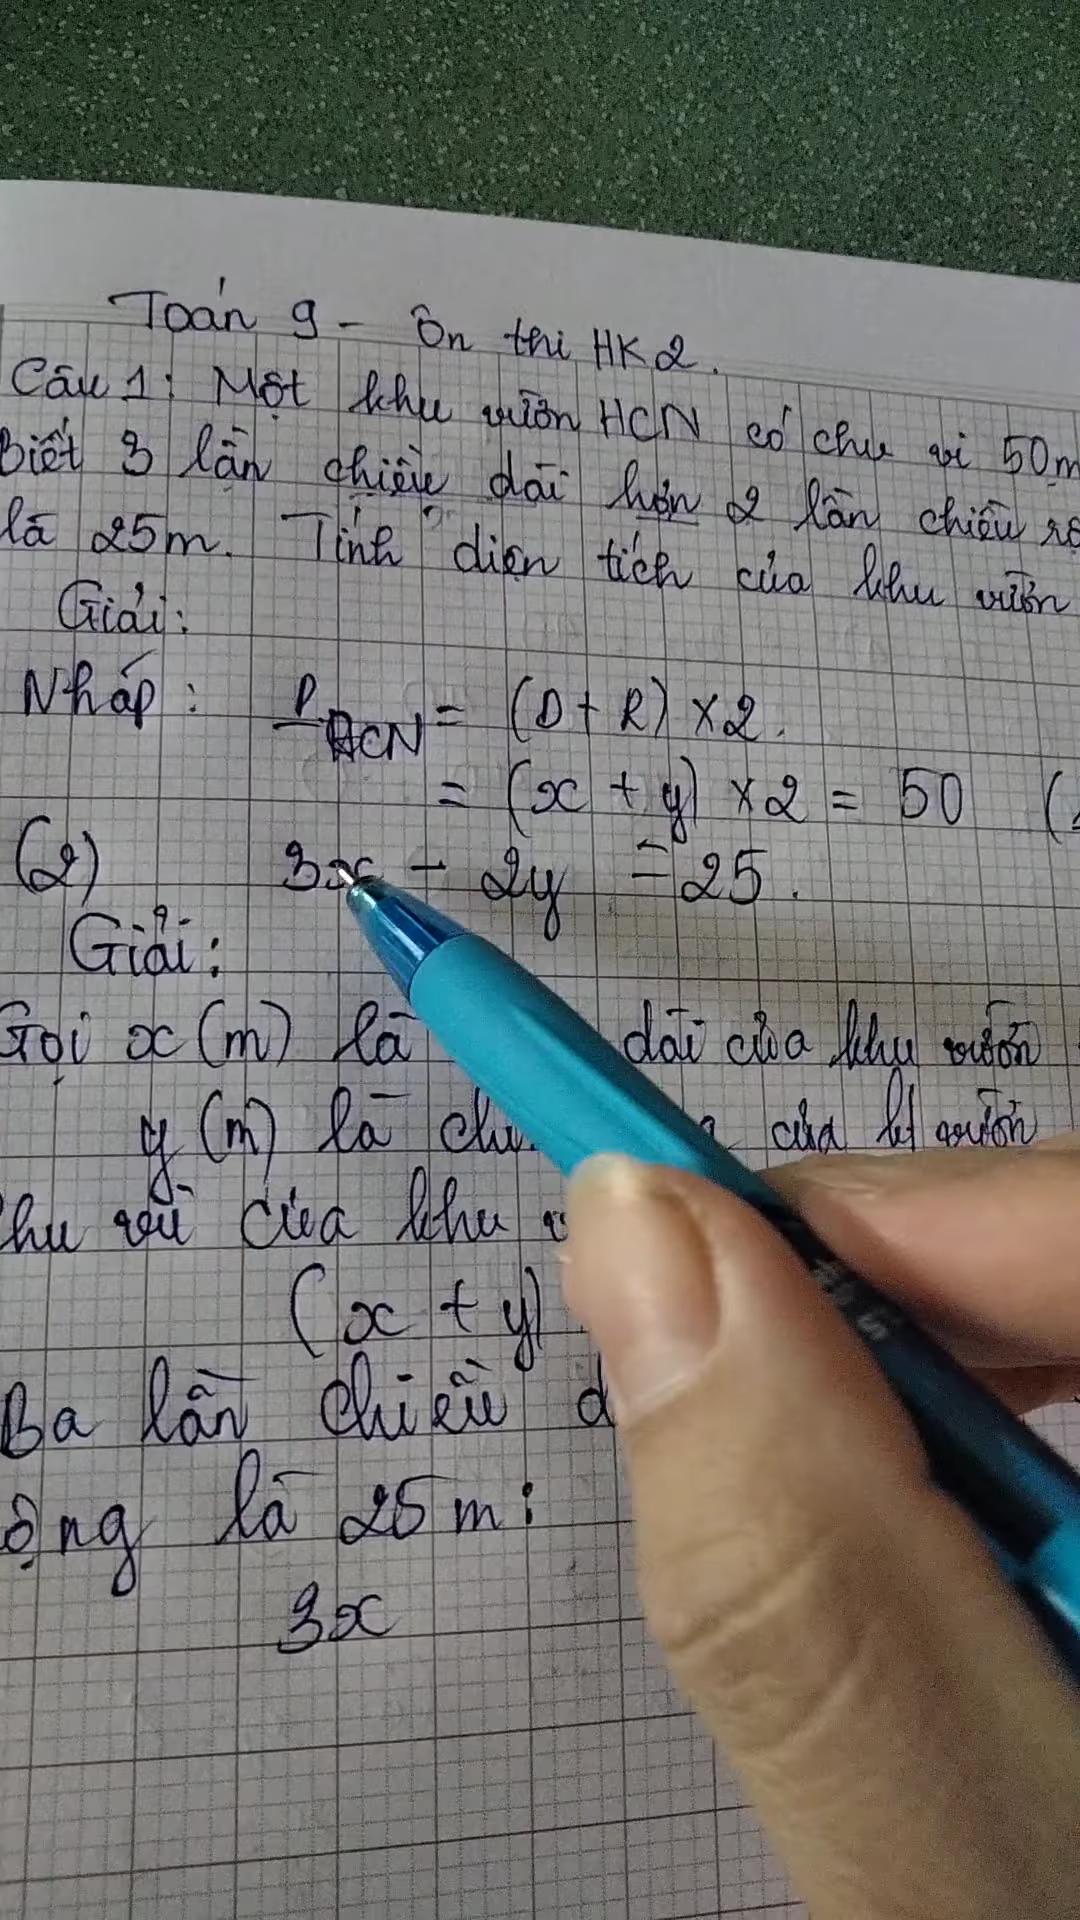 Toán 9 - Ôn thi HK2.
Câu 1: Một khu vườn HCN có chu vi 50m
Biết 3 lần chiều dài hơn 2 lần chiều
là 25m. Tính diện tích của khu vườn
Giải:
Nháp: P HCN = (D + R) × 2.
= (x + y) × 2 = 50 (
(2) 3x - 2y = 25.
Giải:
Gọi x (m) là dài của khu vườn
y (m) là của kv vườn
hu vi của khu
(x + y)
Ba lần chiều
ộng là 25m:
3x